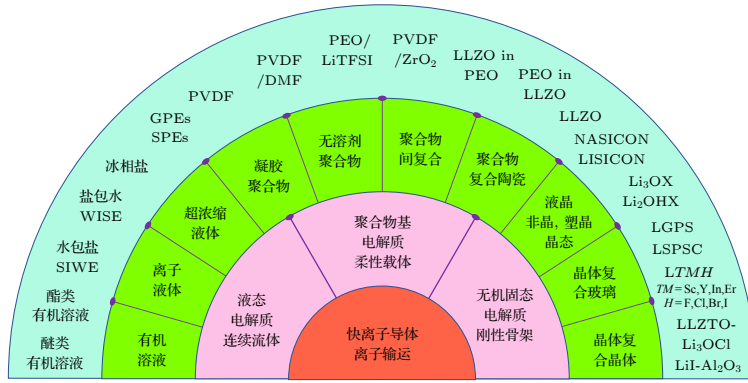 醚类
有机溶液
酯类
有机溶液
水包盐
SIWE
盐包水
WISE
冰相盐
GPEs
SPEs
PVDF
PVDF
/DMF
PEO/
LiTFSI
PVDF
/ZrO₂
LLZO in
PEO
PEO in
LLZO
LLZO
NASICON
LISICON
Li₃OX
Li₂OHX
LGPS
LSPSC
LTMH
TM=Sc,Y,In,Er
H=F,Cl,Br,I
LLZTO-
Li₃OCl
LiI-Al₂O₃
有机
溶液
离子
液体
超浓缩
液体
凝胶
聚合物
无溶剂
聚合物
聚合物
间复合
聚合物
复合陶瓷
液晶
非晶, 塑晶
晶态
晶体复
合玻璃
晶体复
合晶体
液态
电解质
连续流体
聚合物基
电解质
柔性载体
无机固态
电解质
刚性骨架
快离子导体
离子输运